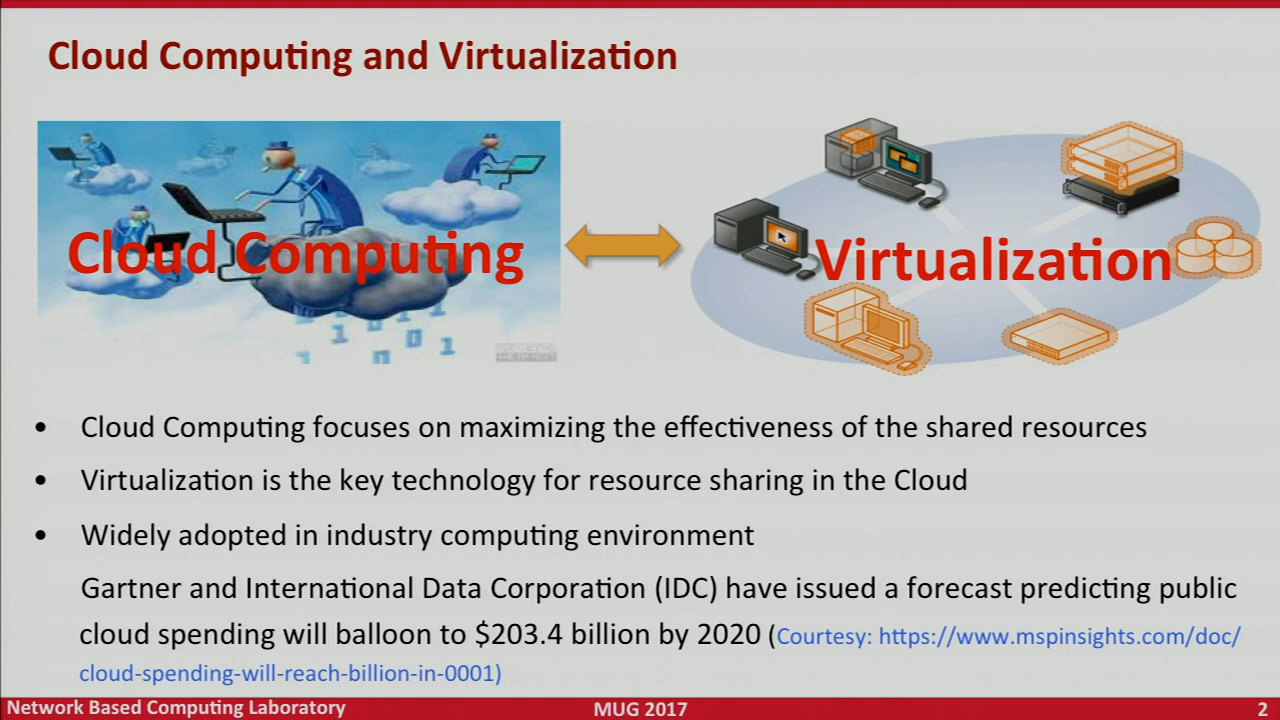 Cloud Computing and Virtualization
Cloud Computing
Virtualization
• Cloud Computing focuses on maximizing the effectiveness of the shared resources
• Virtualization is the key technology for resource sharing in the Cloud
• Widely adopted in industry computing environment
Gartner and International Data Corporation (IDC) have issued a forecast predicting public
cloud spending will balloon to $203.4 billion by 2020 (Courtesy: https://www.mspinsights.com/doc/
cloud-spending-will-reach-billion-in-0001)
Network Based Computing Laboratory
MUG 2017
2